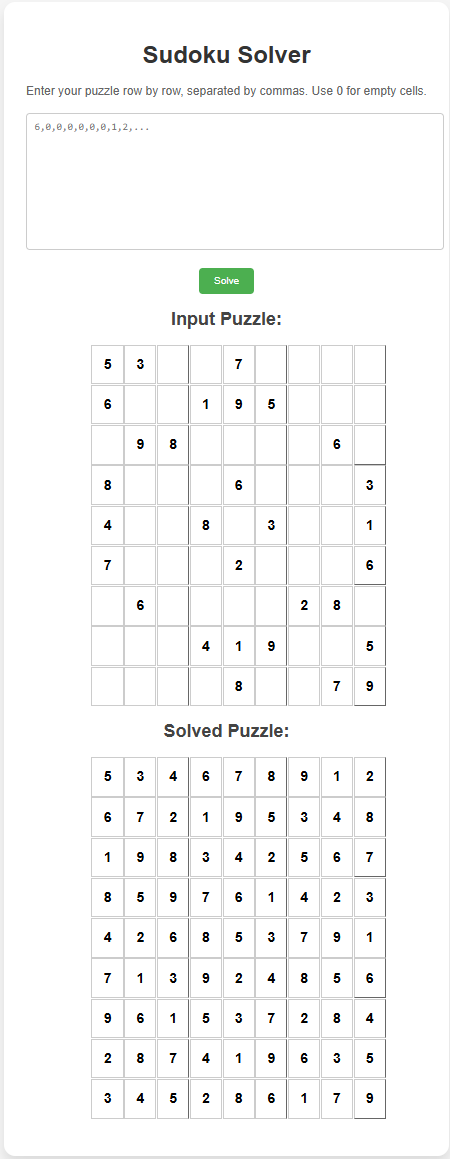 Sudoku Solver
Enter your puzzle row by row, separated by commas. Use 0 for empty cells.
6,0,0,0,0,0,0,1,2,...
Solve
Input Puzzle:
5 3 7
6 1 9 5
9 8 6
8 6 3
4 8 3 1
7 2 6
6 2 8
4 1 9 5
8 7 9
Solved Puzzle:
5 3 4 6 7 8 9 1 2
6 7 2 1 9 5 3 4 8
1 9 8 3 4 2 5 6 7
8 5 9 7 6 1 4 2 3
4 2 6 8 5 3 7 9 1
7 1 3 9 2 4 8 5 6
9 6 1 5 3 7 2 8 4
2 8 7 4 1 9 6 3 5
3 4 5 2 8 6 1 7 9